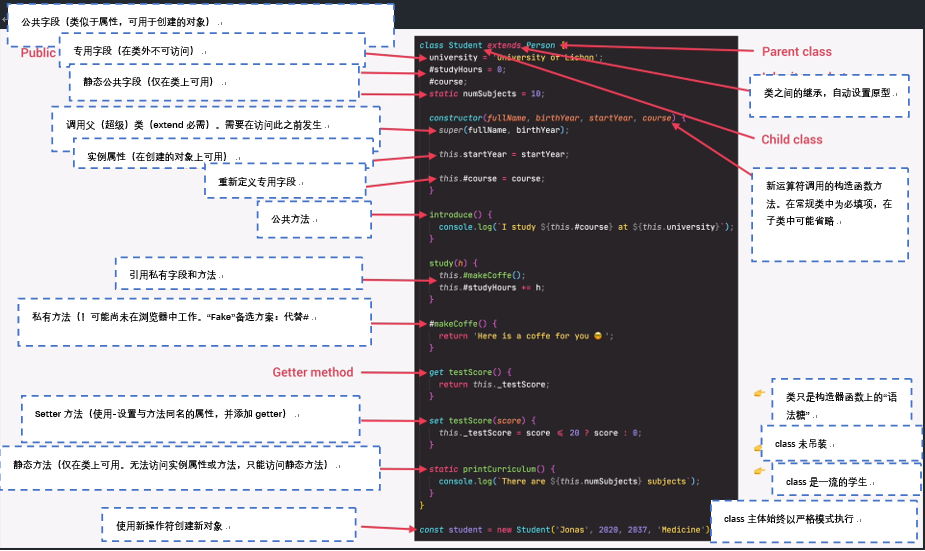 公共字段（类似于属性，可用于创建的对象）
Public
专用字段（在类外不可访问）
静态公共字段（仅在类上可用）
调用父（超级）类（extend 必需）。需要在访问此之前发生
实例属性（在创建的对象上可用）
重新定义专用字段
公共方法
引用私有字段和方法
私有方法（！可能尚未在浏览器中工作。“Fake”备选方案：代替#
Getter method
Setter 方法（使用-设置与方法同名的属性，并添加 getter）
静态方法（仅在类上可用。无法访问实例属性或方法，只能访问静态方法）
使用新操作符创建新对象
class Student extends Person {
university = 'University of Lisbon';
#studyHours = 0;
#course;
static numSubjects = 10;
constructor(fullName, birthYear, startYear, course) {
super(fullName, birthYear);
this.startYear = startYear;
this.#course = course;
}
introduce() {
console.log(`I study ${this.#course} at ${this.university}`);
}
study(h) {
this.#makeCoffe();
this.#studyHours += h;
}
#makeCoffe() {
return 'Here is a coffe for you 🤓';
}
get testScore() {
return this._testScore;
}
set testScore(score) {
this._testScore = score <= 20 ? score : 0;
}
static printCurriculum() {
console.log(`There are ${this.numSubjects} subjects`);
}
}
const student = new Student('Jonas', 2020, 2037, 'Medicine')
Parent class
类之间的继承，自动设置原型
Child class
新运算符调用的构造函数方
法。在常规类中为必填项，在
子类中可能省略
类只是构造器函数上的“语
法糖”
class 未吊装
class 是一流的学生
class 主体始终以严格模式执行